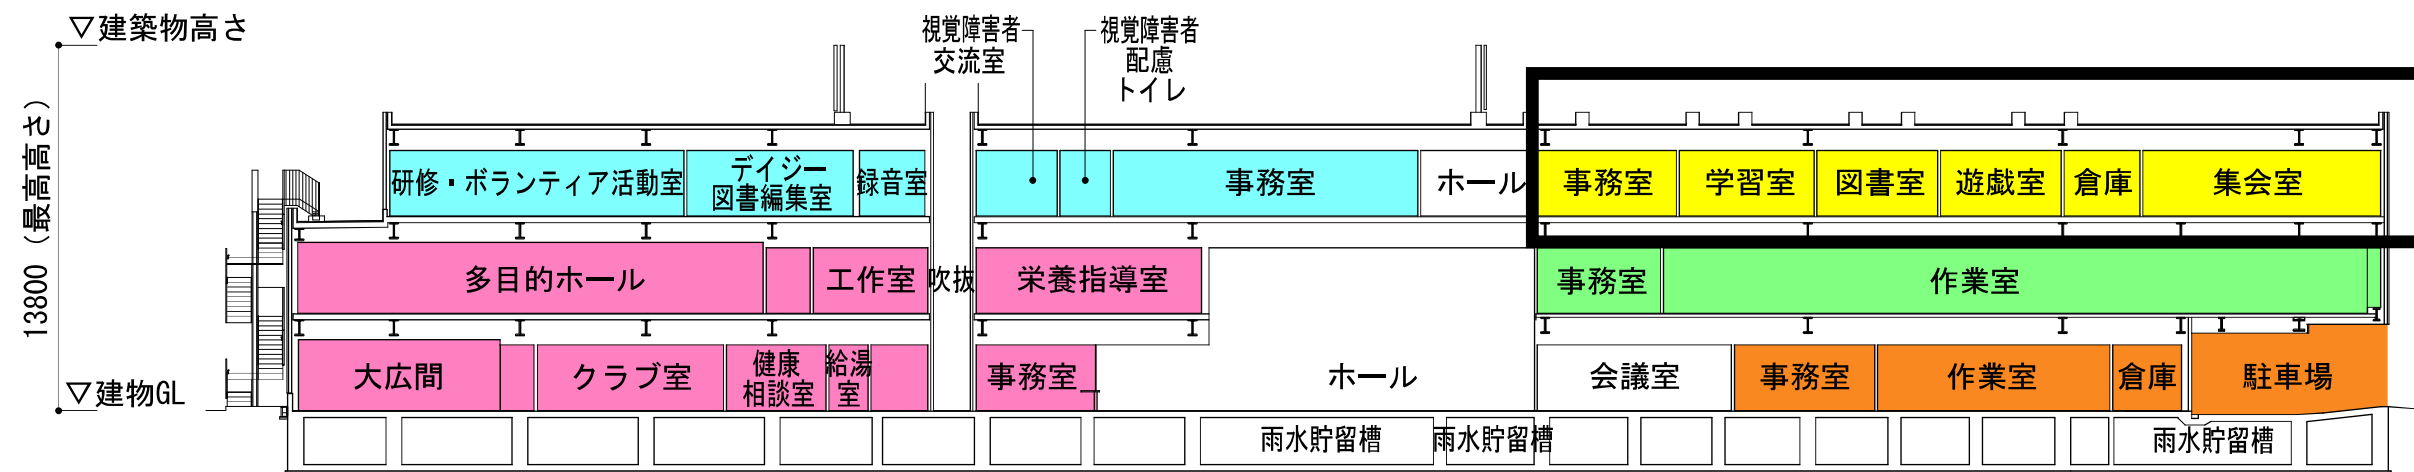 ▽建築物高さ
視覚障害者
交流室
視覚障害者
配慮
トイレ
13800（最高高さ）
研修・ボランティア活動室
デイジー
図書編集室
録音室
事務室
ホール
事務室
学習室
図書室
遊戯室
倉庫
集会室
多目的ホール
工作室
吹抜
栄養指導室
事務室
作業室
大広間
クラブ室
健康
相談室
給湯
室
事務室
ホール
会議室
事務室
作業室
倉庫
駐車場
▽建物GL
雨水貯留槽
雨水貯留槽
雨水貯留槽